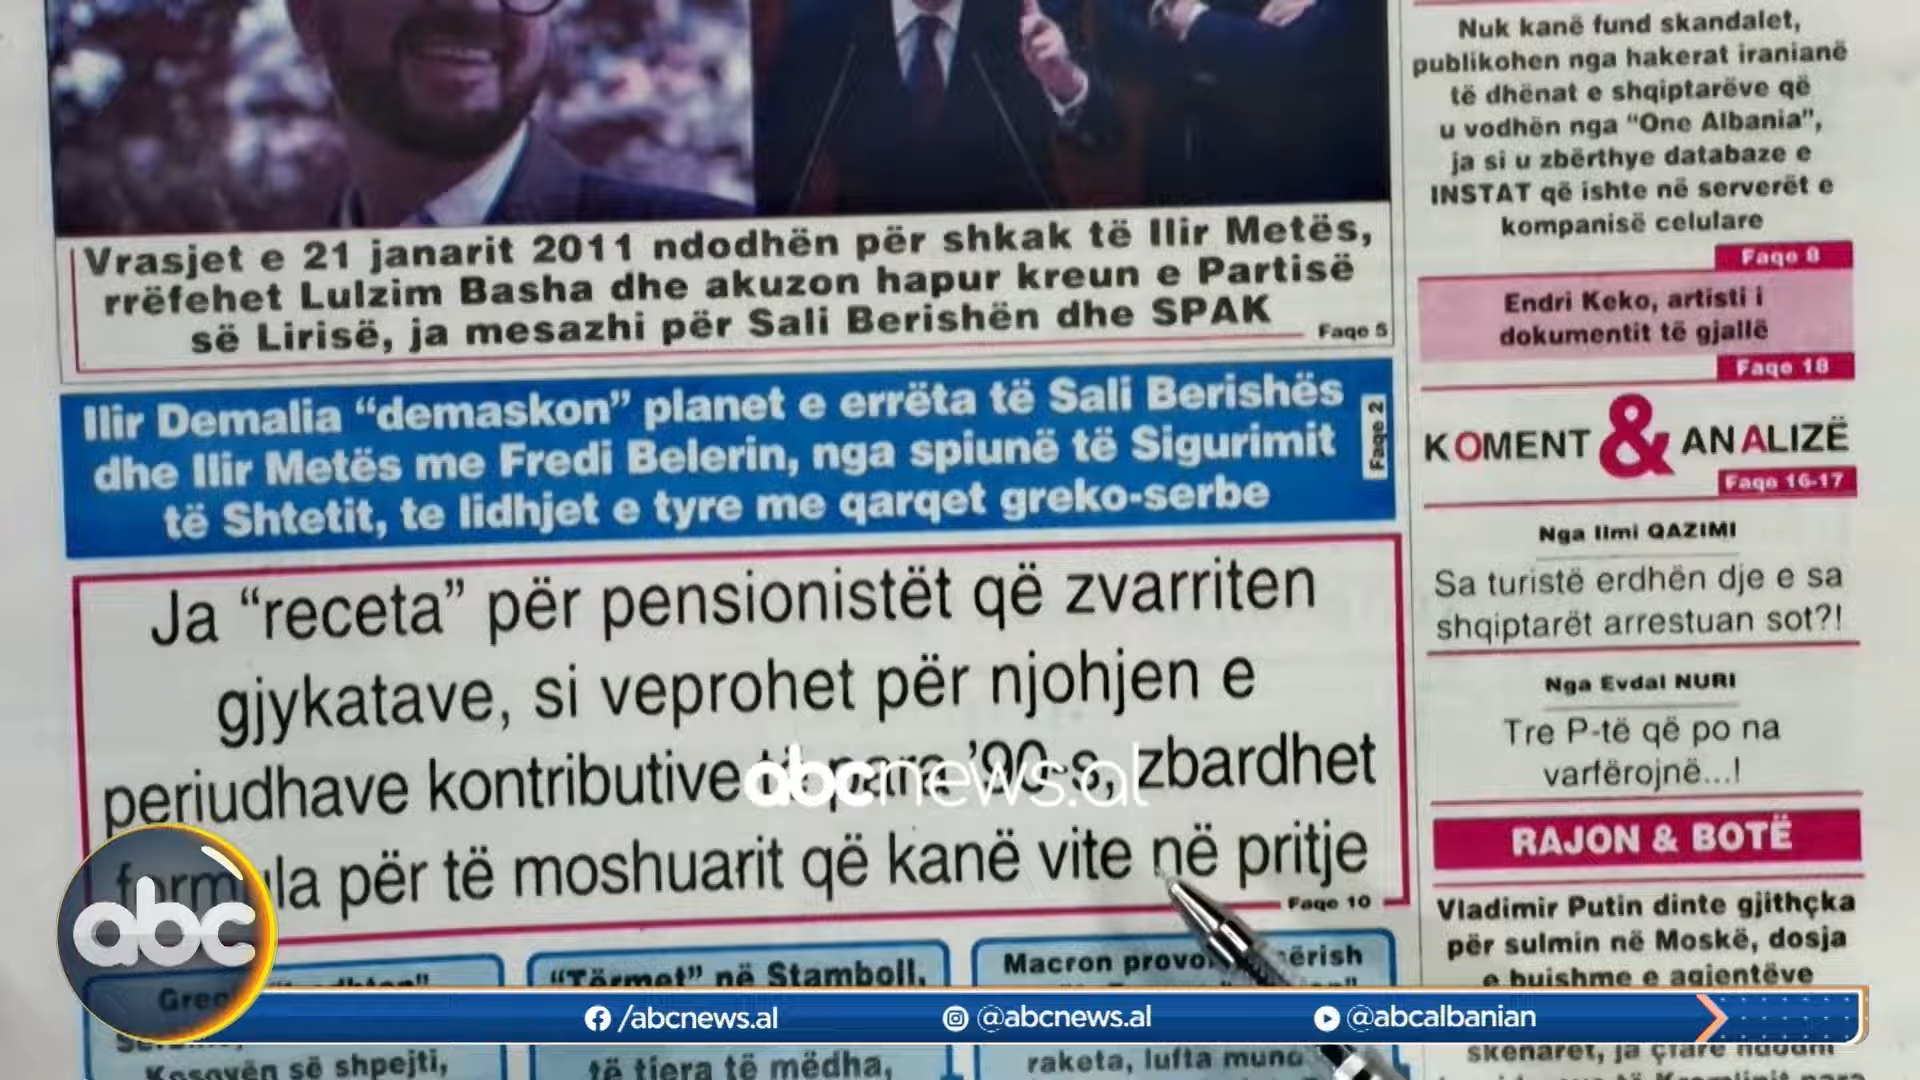 Vrasjet e 21 janarit 2011 ndodhën për shkak të Ilir Metës,
rrëfehet Lulzim Basha dhe akuzon hapur kreun e Partisë
së Lirisë, ja mesazhi për Sali Berishën dhe SPAK
Faqe 5
Ilir Demalia “demaskon” planet e errëta të Sali Berishës
dhe Ilir Metës me Fredi Belerin, nga spiunë të Sigurimit
të Shtetit, te lidhjet e tyre me qarqet greko-serbe
Faqe 2
Ja “receta” për pensionistët që zvarriten
gjykatave, si veprohet për njohjen e
periudhave kontributive të para ’90-s, zbardhet
formula për të moshuarit që kanë vite në pritje
Faqe 10
“Tërmet” në Stamboll,
të tjera të mëdha,
Macron
raketa, lufta mund
Kosovën së shpejti,
Nuk kanë fund skandalet,
publikohen nga hakerat iranianë
të dhënat e shqiptarëve që
u vodhën nga “One Albania”,
ja si u zbërthye databaze e
INSTAT që ishte në serverët e
kompanisë celulare
Faqe 8
Endri Keko, artisti i
dokumentit të gjallë
Faqe 18
KOMENT & ANALIZË
Faqe 16-17
Nga Ilmi QAZIMI
Sa turistë erdhën dje e sa
shqiptarët arrestuan sot?!
Nga Evdal NURI
Tre P-të që po na
varfërojnë...!
RAJON & BOTË
Vladimir Putin dinte gjithçka
për sulmin në Moskë, dosja
e bujshme e agjentëve
skenarët, ja çfarë ndodhi
abcnews.al
abc
/abcnews.al
@abcnews.al
@abcalbanian